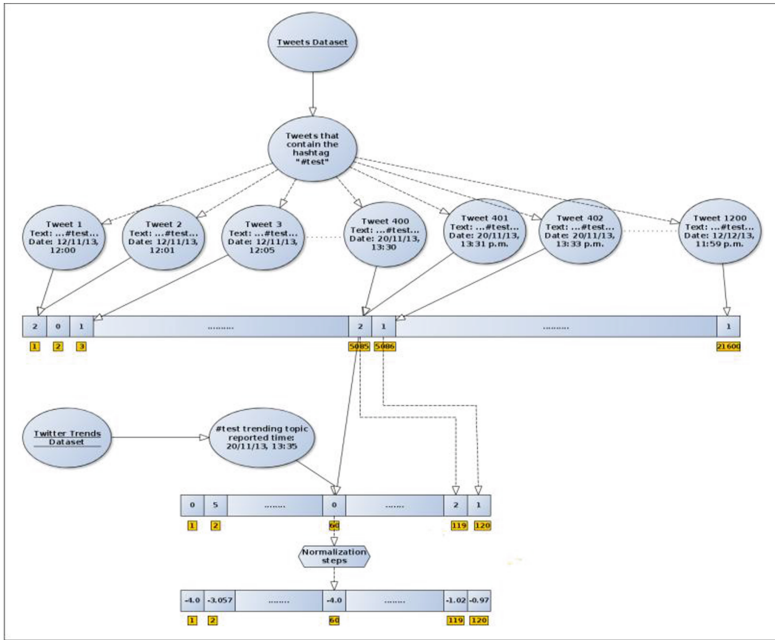 Tweets Dataset
Tweets that
contain the
hashtag
"#test"
Tweet 1
Text: ...#test...
Date: 12/11/13,
12:00
Tweet 2
Text: ...#test...
Date: 12/11/13,
12:01
Tweet 3
Text: ...#test...
Date: 12/11/13,
12:05
Tweet 400
Text: ...#test...
Date: 20/11/13,
13:30
Tweet 401
Text: ...#test...
Date: 20/11/13,
13:31 p.m.
Tweet 402
Text: ...#test...
Date: 20/11/13,
13:33 p.m.
Tweet 1200
Text: ...#test...
Date: 12/12/13,
11:59 p.m.
2 0 1 ......... 2 1 ......... 1
1 2 3 5085 5086 21600
Twitter Trends
Dataset
#test trending topic
reported time:
20/11/13, 13:35
0 5 ........ 0 ....... 2 1
1 2 60 119 120
Normalization
steps
-4.0 -3.057 ........ -4.0 ........ -1.02 -0.97
1 2 60 119 120